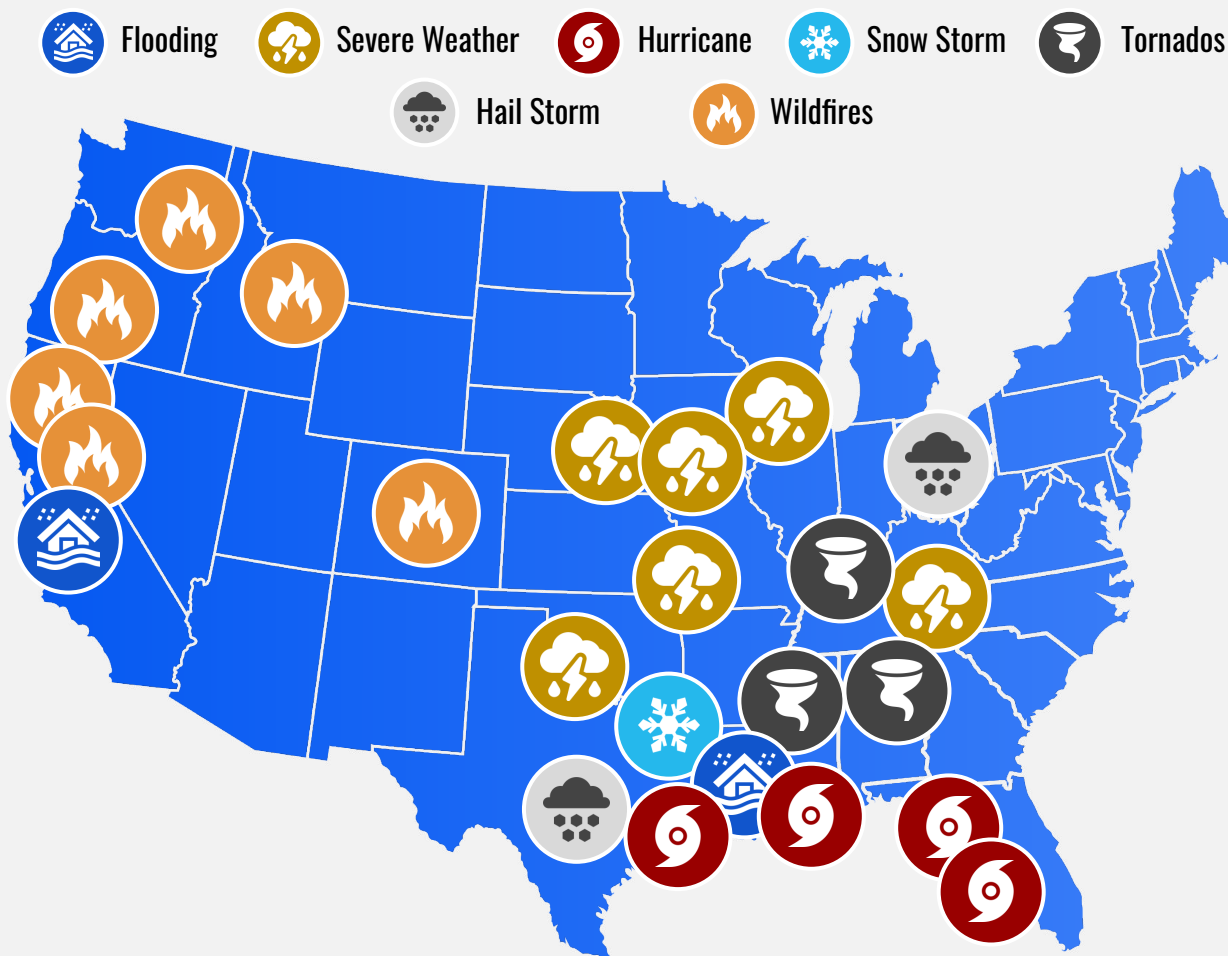 Flooding Severe Weather Hurricane Snow Storm Tornados
Hail Storm Wildfires